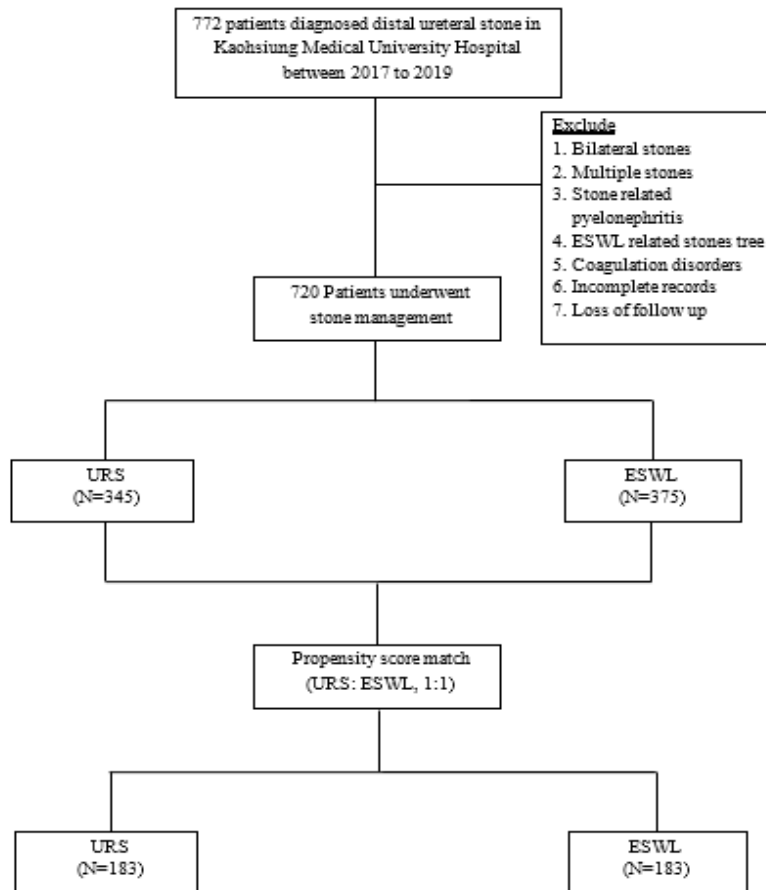 772 patients diagnosed distal ureteral stone in
Kaohsiung Medical University Hospital
between 2017 to 2019
Exclude
1. Bilateral stones
2. Multiple stones
3. Stone related
pyelonephritis
4. ESWL related stones tree
5. Coagulation disorders
6. Incomplete records
7. Loss of follow up
720 Patients underwent
stone management
URS
(N=345)
ESWL
(N=375)
Propensity score match
(URS: ESWL, 1:1)
URS
(N=183)
ESWL
(N=183)